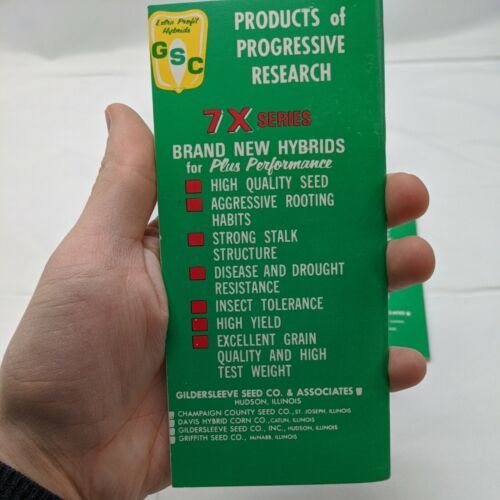 Extra Profit
Hybrids
GSC
PRODUCTS of
PROGRESSIVE
RESEARCH
7X SERIES
BRAND NEW HYBRIDS
for Plus Performance
HIGH QUALITY SEED
AGGRESSIVE ROOTING
HABITS
STRONG STALK
STRUCTURE
DISEASE AND DROUGHT
RESISTANCE
INSECT TOLERANCE
HIGH YIELD
EXCELLENT GRAIN
QUALITY AND HIGH
TEST WEIGHT
GILDERSLEEVE SEED CO. & ASSOCIATES
HUDSON, ILLINOIS
CHAMPAIGN COUNTY SEED CO., ST. JOSEPH, ILLINOIS
DAVIS HYBRID CORN CO., CATLIN, ILLINOIS
GILDERSLEEVE SEED CO., INC., HUDSON, ILLINOIS
GRIFFITH SEED CO., McNABB, ILLINOIS